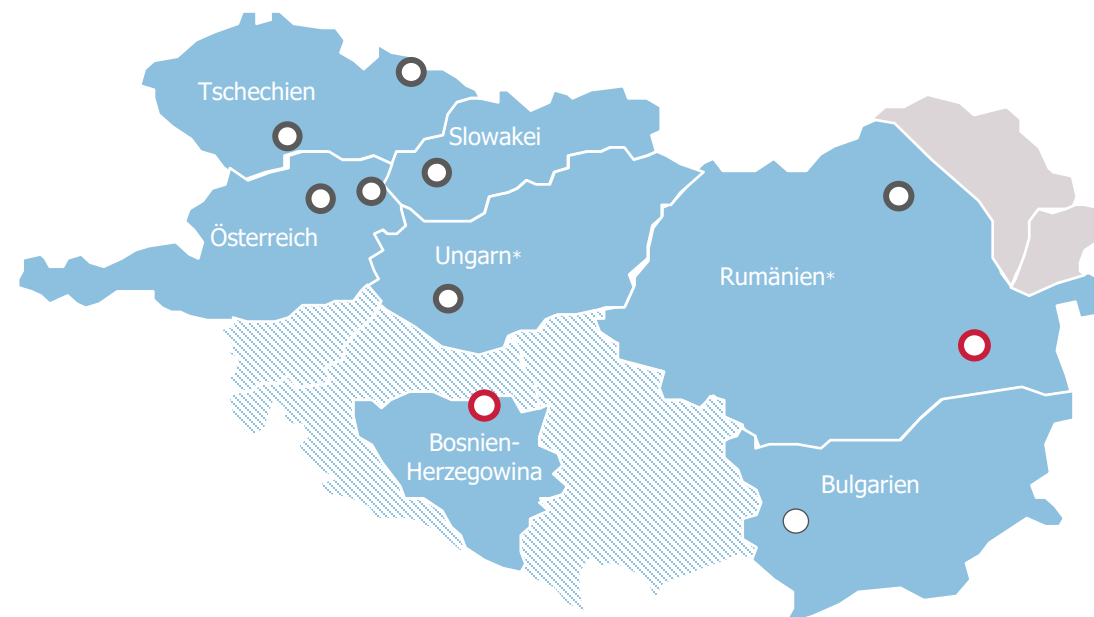 Tschechien
Slowakei
Österreich
Ungarn*
Rumänien*
Bosnien-
Herzegowina
Bulgarien